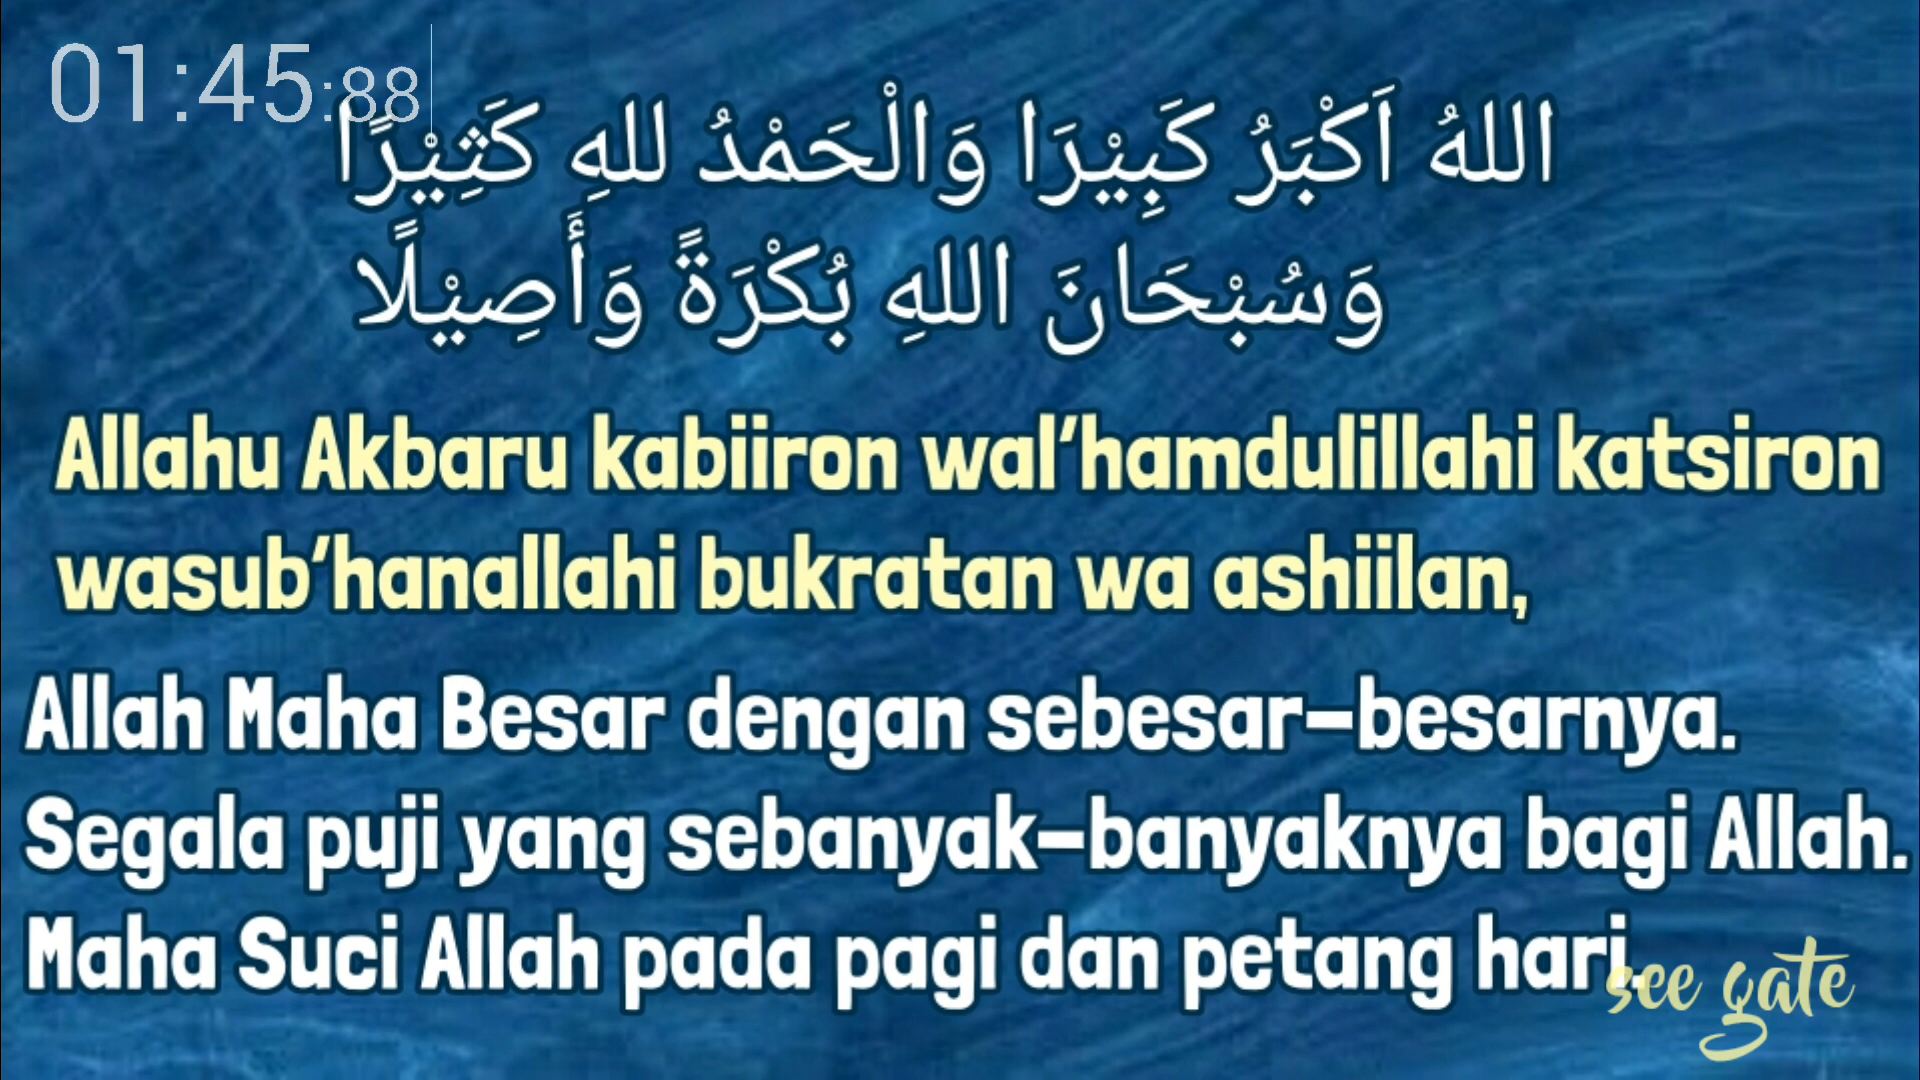 01:45:88
اللهُ اَكْبَرُ كَبِيْرَا وَالْحَمْدُ للهِ كَثِيْرًا
وَسُبْحَانَ اللهِ بُكْرَةً وَأَصِيْلًا
Allahu Akbaru kabiiron wal'hamdulillahi katsiron
wasub'hanallahi bukratan wa ashiilan,
Allah Maha Besar dengan sebesar-besarnya.
Segala puji yang sebanyak-banyaknya bagi Allah.
Maha Suci Allah pada pagi dan petang hari.
see gate